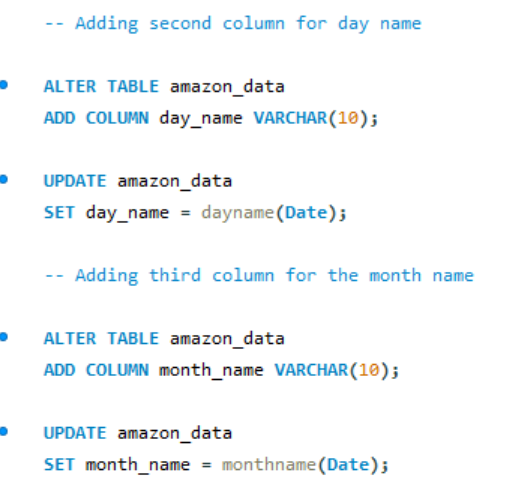 -- Adding second column for day name
ALTER TABLE amazon_data
ADD COLUMN day_name VARCHAR(10);
UPDATE amazon_data
SET day_name = dayname(Date);
-- Adding third column for the month name
ALTER TABLE amazon_data
ADD COLUMN month_name VARCHAR(10);
UPDATE amazon_data
SET month_name = monthname(Date);